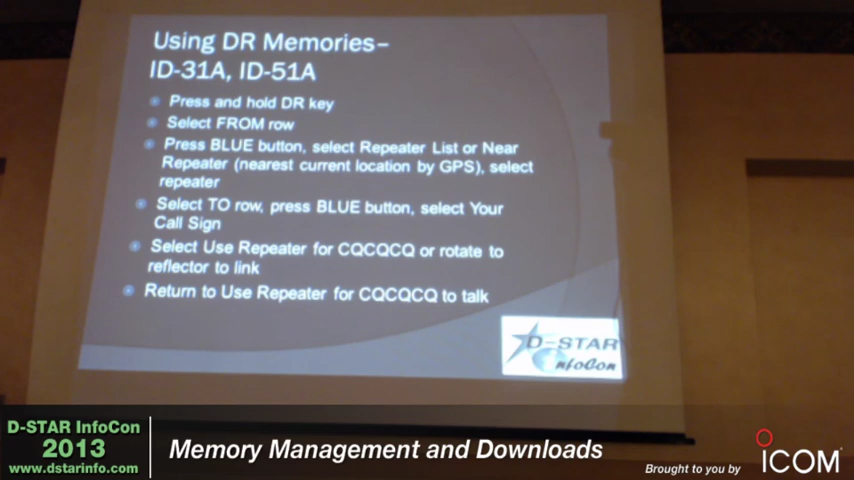 Using DR Memories–
ID-31A, ID-51A
Press and hold DR key
Select FROM row
Press BLUE button, select Repeater List or Near
Repeater (nearest current location by GPS), select
repeater
Select TO row, press BLUE button, select Your
Call Sign
Select Use Repeater for CQCQCQ or rotate to
reflector to link
Return to Use Repeater for CQCQCQ to talk
D-STAR
InfoCon
D-STAR InfoCon
2013
www.dstarinfo.com
Memory Management and Downloads
Brought to you by
ICOM